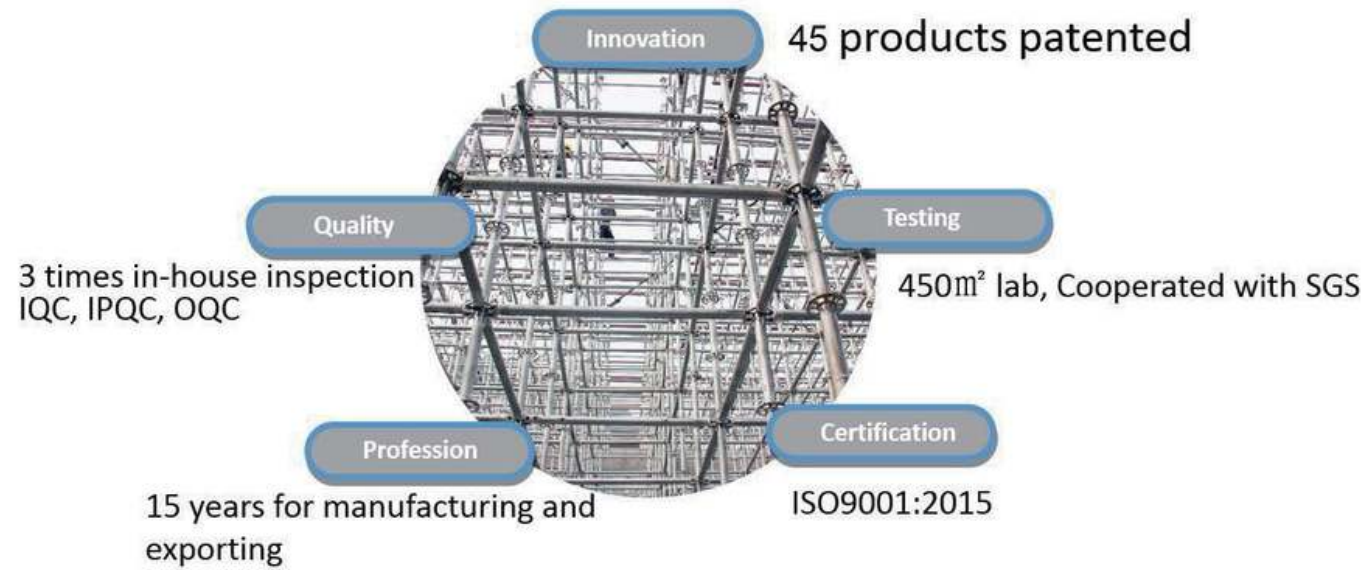 Innovation
45 products patented
Quality
3 times in-house inspection
IQC, IPQC, OQC
Testing
450㎡ lab, Cooperated with SGS
Profession
15 years for manufacturing and
exporting
Certification
ISO9001:2015